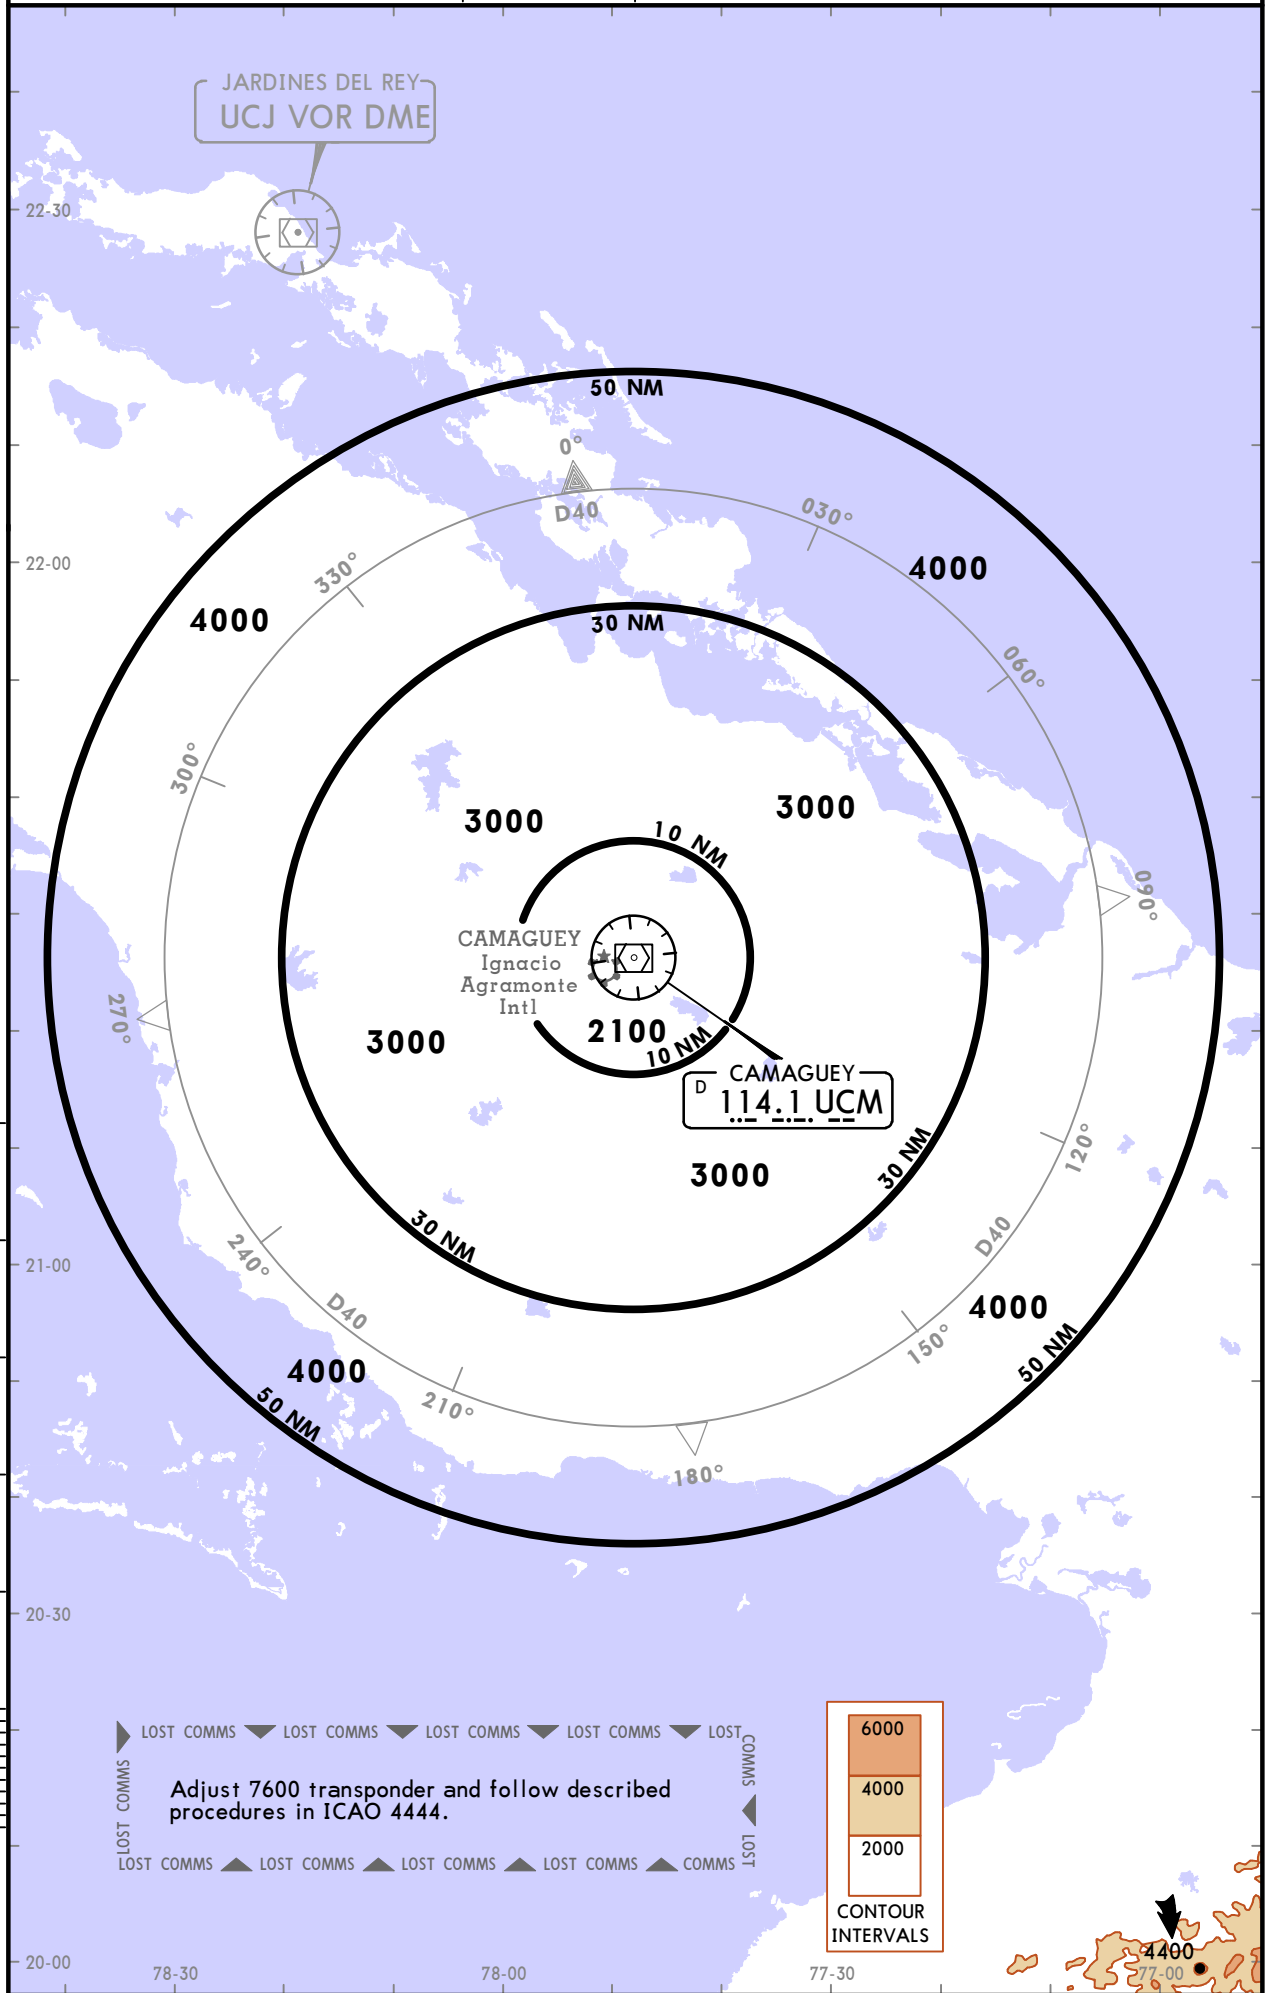 JARDINES DEL REY
UCJ VOR DME
22-30
50 NM
0°
D40
030°
4000
22-00
330°
4000
30 NM
060°
300°
3000
3000
10 NM
090°
CAMAGUEY
Ignacio
Agramonte
Intl
270°
2100
3000
10 NM
CAMAGUEY
D 114.1 UCM
3000
120°
30 NM
30 NM
240°
D40
21-00
D40
4000
150°
50 NM
4000
50 NM
210°
180°
20-30
LOST COMMS LOST COMMS LOST COMMS LOST COMMS LOST
COMMS
LOST
LOST COMMS
Adjust 7600 transponder and follow described
procedures in ICAO 4444.
LOST COMMS LOST COMMS LOST COMMS LOST COMMS COMMS
6000
4000
2000
CONTOUR
INTERVALS
4400
20-00
78-30
78-00
77-30
77-00